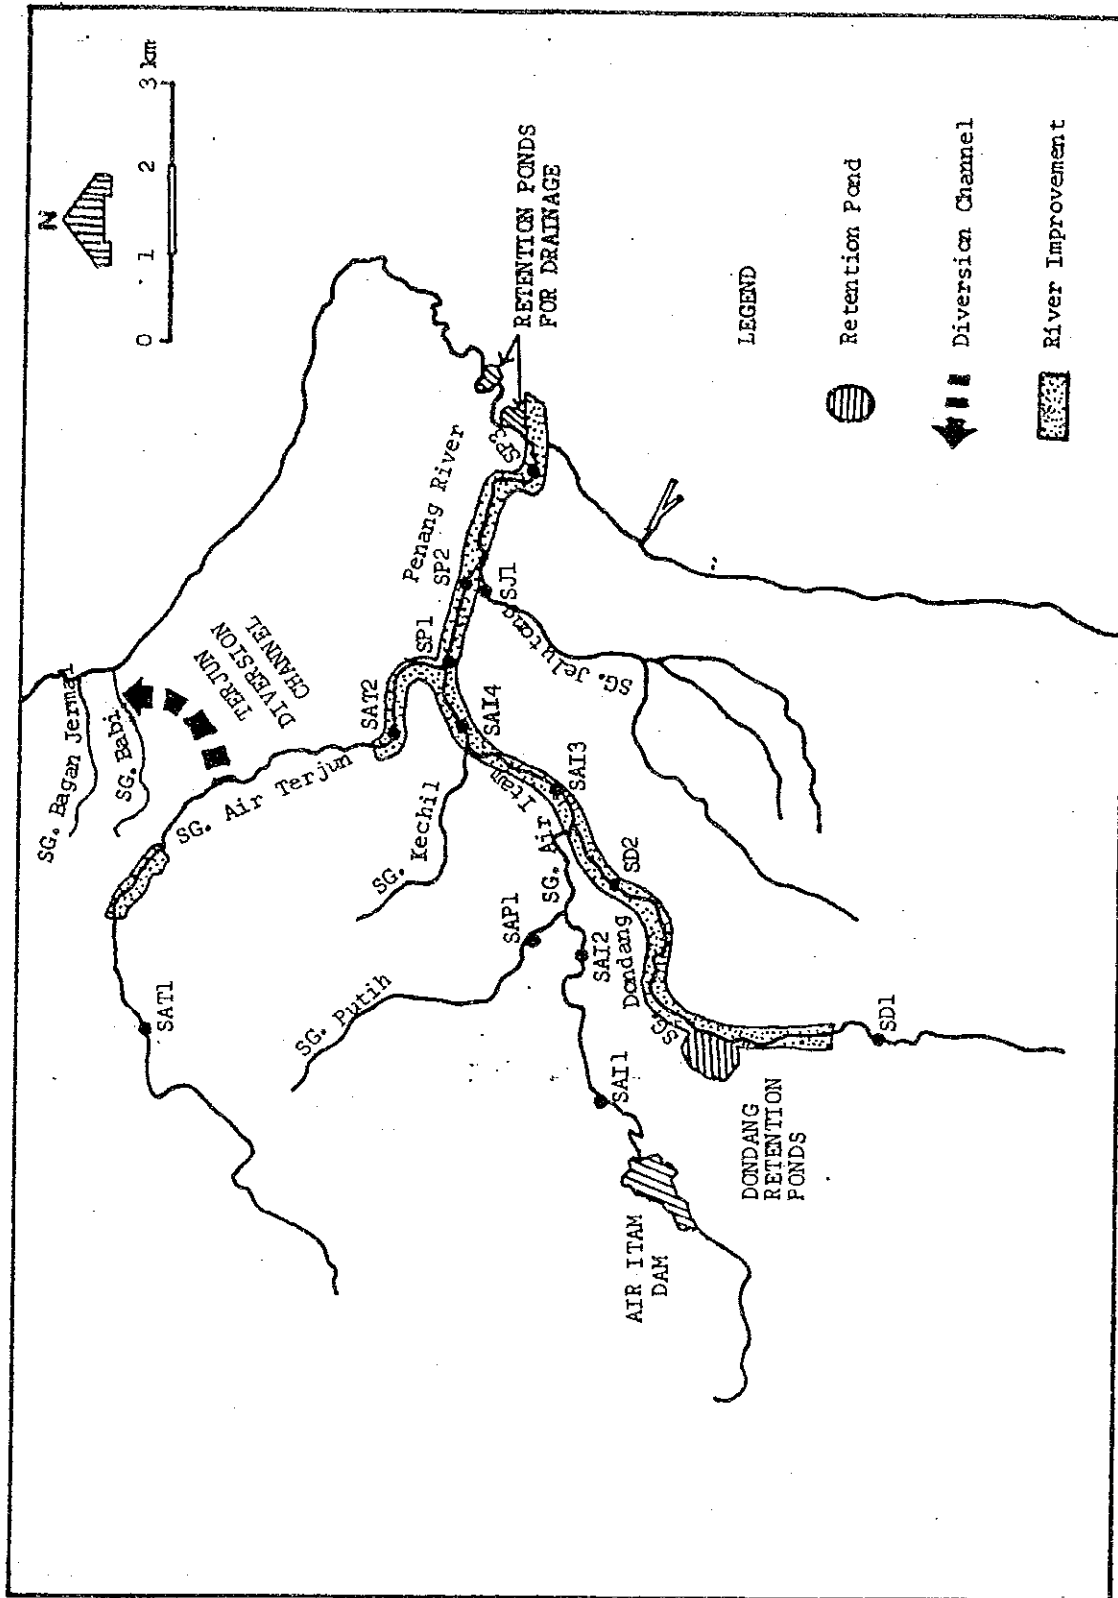 N
0 1 2 3 km
RETENTION PONDS
FOR DRAINAGE
LEGEND
Retention Pond
Diversion Channel
River Improvement
SG. Bagan Jermal
SG. Babi
TERJUN
DIVERSION
CHANNEL
SG. Air Terjun
SAT1
SAT2
SP1
SP2
Penang River
SP3
SJ1
SG. Jelutong
SAI4
SG. Kechil
SAI3
SG. Air Itam
SAP1
SG. Putih
SAI2
SAI1
SD2
SG. Dondang
SD1
DONDANG
RETENTION
PONDS
AIR ITAM
DAM